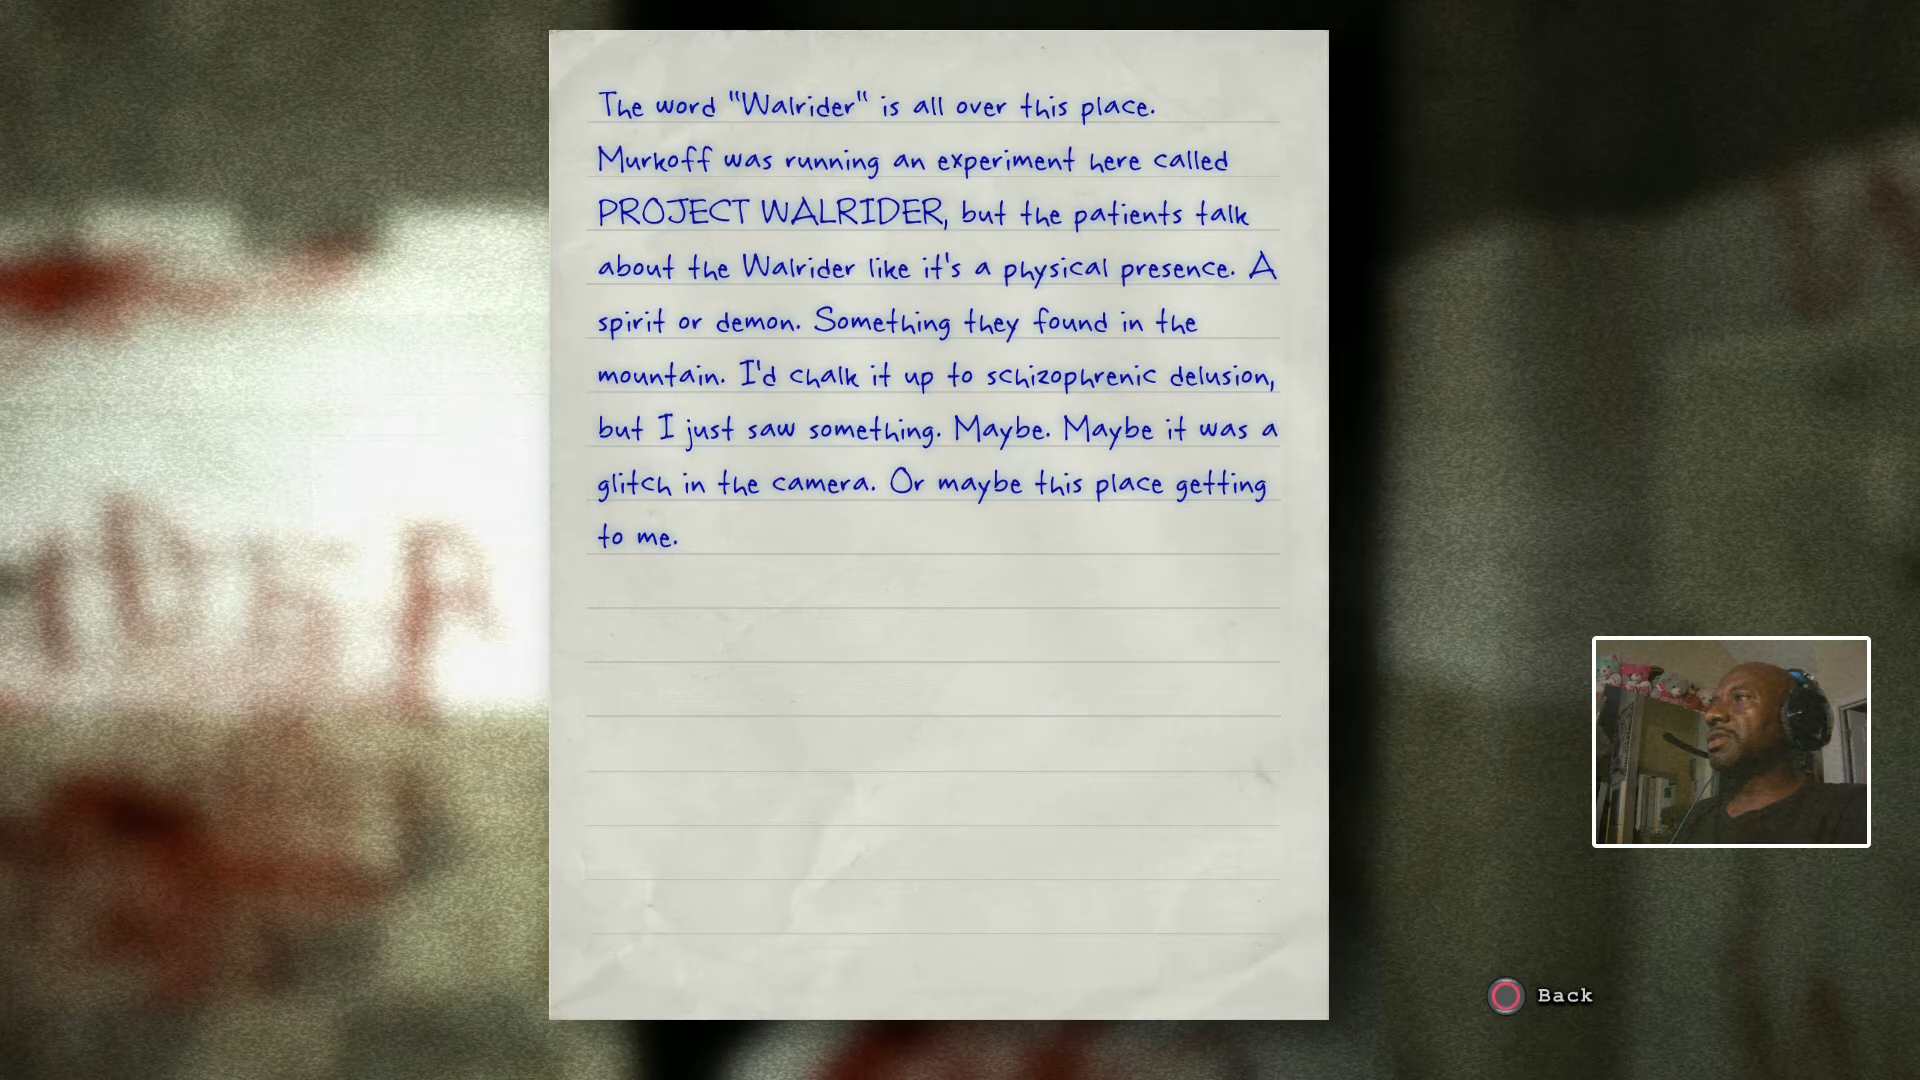 The word "Walrider" is all over this place.
Murkoff was running an experiment here called
PROJECT WALRIDER, but the patients talk
about the Walrider like it's a physical presence. A
spirit or demon. Something they found in the
mountain. I'd chalk it up to schizophrenic delusion,
but I just saw something. Maybe. Maybe it was a
glitch in the camera. Or maybe this place getting
to me.
Back